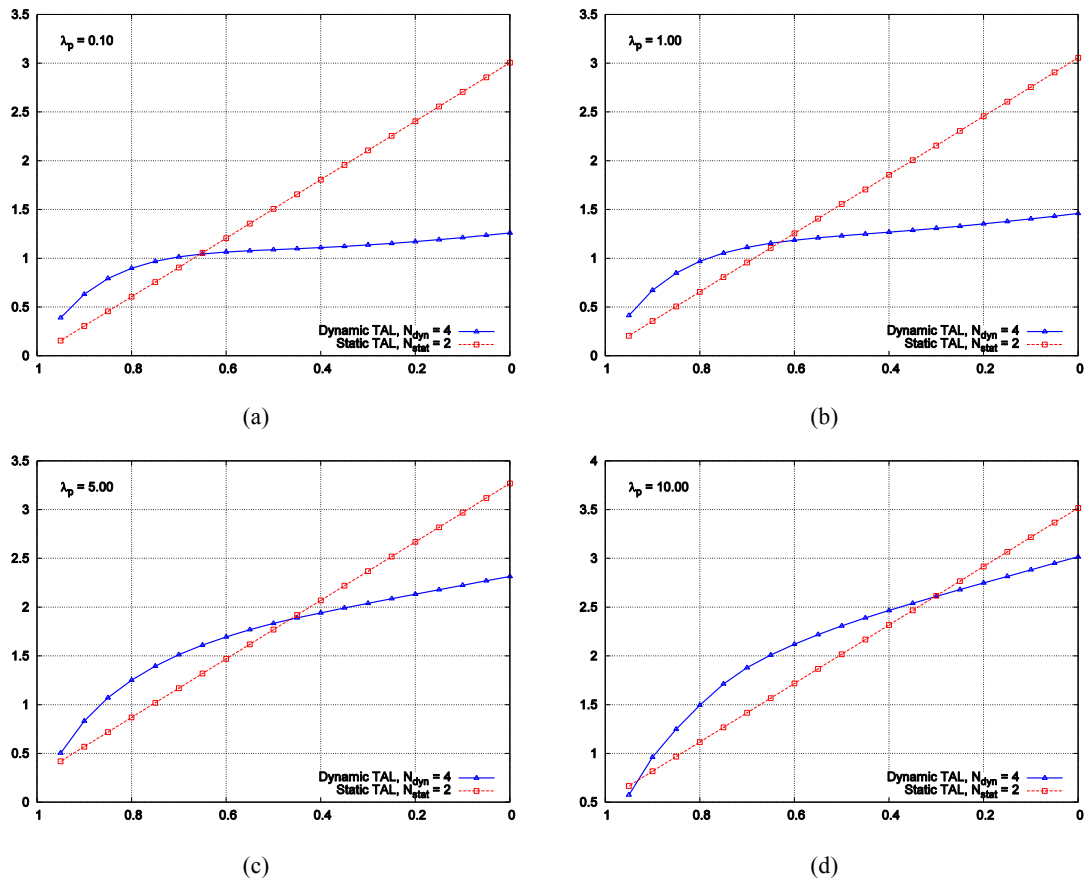 3.5
λp = 0.10
3
2.5
2
1.5
1
0.5
Dynamic TAL, Ndyn = 4
Static TAL, Nstat = 2
0
1 0.8 0.6 0.4 0.2 0
(a)
3.5
λp = 1.00
3
2.5
2
1.5
1
0.5
Dynamic TAL, Ndyn = 4
Static TAL, Nstat = 2
0
1 0.8 0.6 0.4 0.2 0
(b)
3.5
λp = 5.00
3
2.5
2
1.5
1
0.5
Dynamic TAL, Ndyn = 4
Static TAL, Nstat = 2
0
1 0.8 0.6 0.4 0.2 0
(c)
4
λp = 10.00
3.5
3
2.5
2
1.5
1
Dynamic TAL, Ndyn = 4
Static TAL, Nstat = 2
0.5
1 0.8 0.6 0.4 0.2 0
(d)